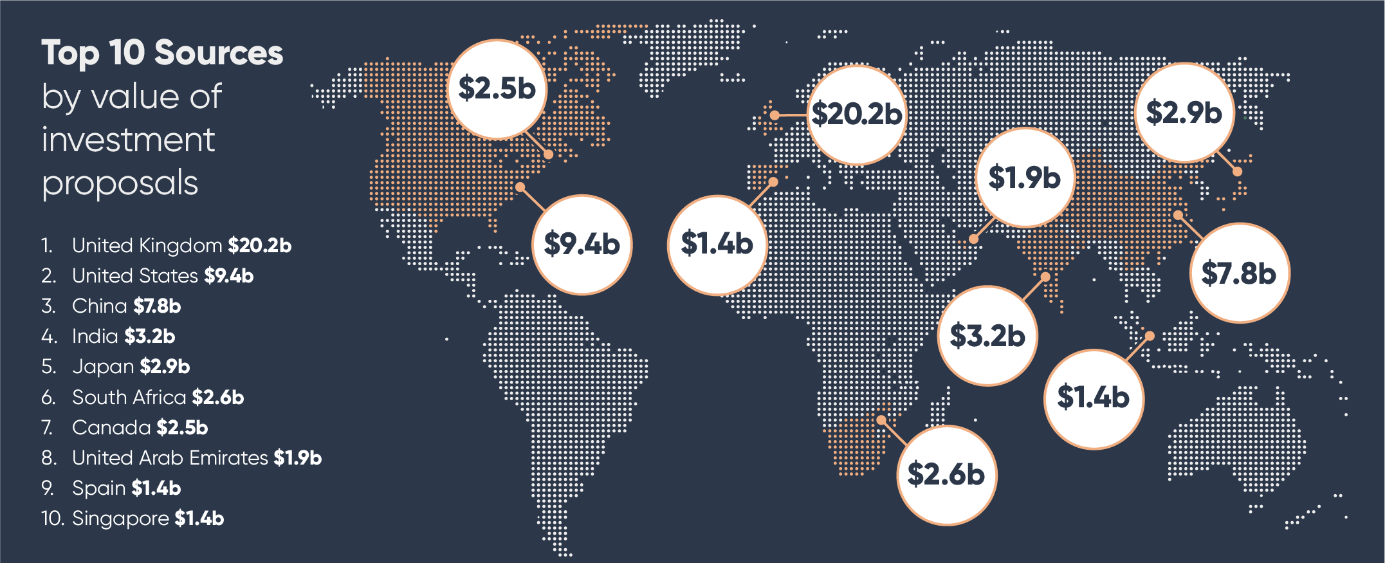 Top 10 Sources
by value of
investment
proposals
1. United Kingdom $20.2b
2. United States $9.4b
3. China $7.8b
4. India $3.2b
5. Japan $2.9b
6. South Africa $2.6b
7. Canada $2.5b
8. United Arab Emirates $1.9b
9. Spain $1.4b
10. Singapore $1.4b
$2.5b
$20.2b
$2.9b
$1.9b
$9.4b
$1.4b
$7.8b
$3.2b
$1.4b
$2.6b